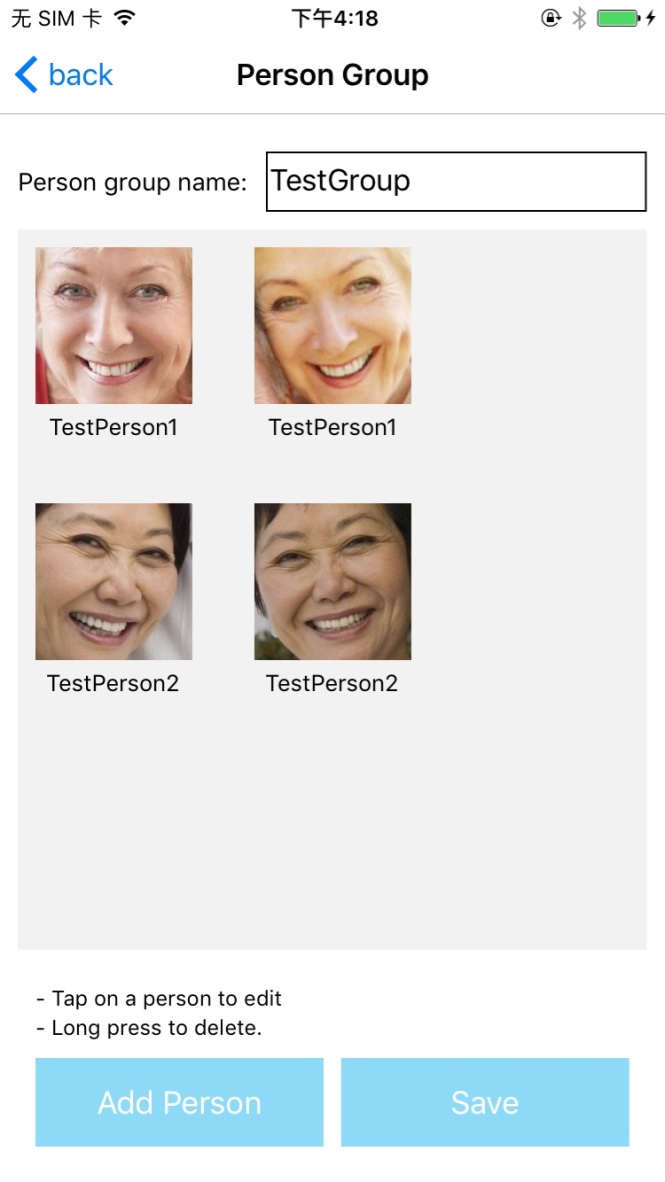 无 SIM 卡 下午4:18
back Person Group
Person group name: TestGroup
TestPerson1 TestPerson1
TestPerson2 TestPerson2
- Tap on a person to edit
- Long press to delete.
Add Person Save